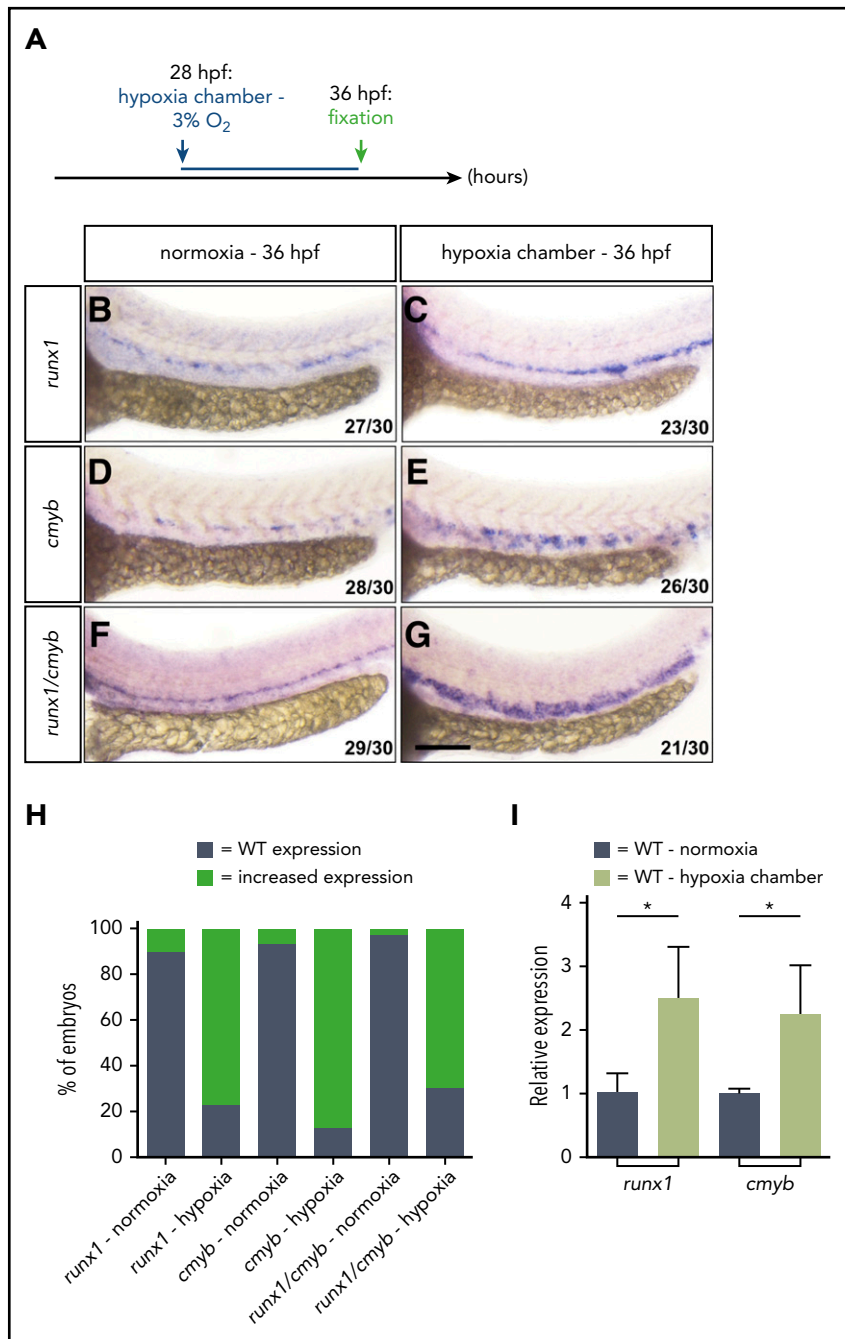 A
28 hpf:
hypoxia chamber -
3% O2
36 hpf:
fixation
(hours)
normoxia - 36 hpf
hypoxia chamber - 36 hpf
runx1
B
27/30
C
23/30
cmyb
D
28/30
E
26/30
runx1/cmyb
F
29/30
G
21/30
H
= WT expression
= increased expression
% of embryos
100
80
60
40
20
0
runx1 - normoxia
runx1 - hypoxia
cmyb - normoxia
cmyb - hypoxia
runx1/cmyb - normoxia
runx1/cmyb - hypoxia
I
= WT - normoxia
= WT - hypoxia chamber
Relative expression
4
3
2
1
0
*
*
runx1
cmyb